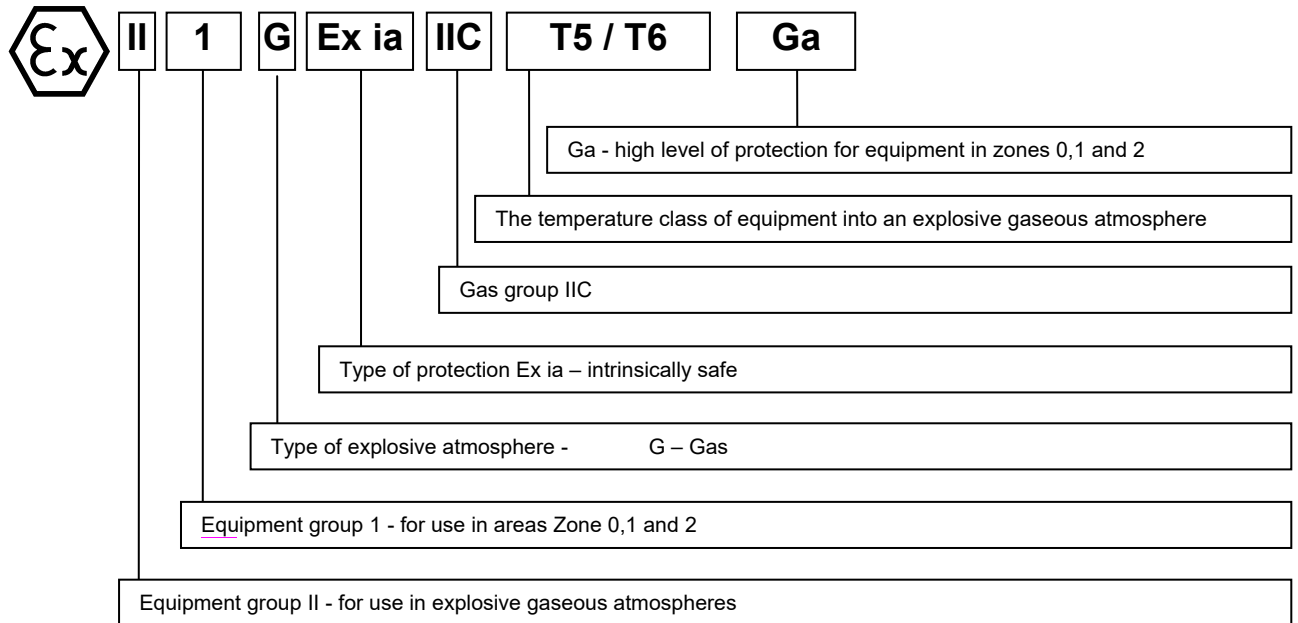 Ex II 1 G Ex ia IIC T5 / T6 Ga
Ga - high level of protection for equipment in zones 0,1 and 2
The temperature class of equipment into an explosive gaseous atmosphere
Gas group IIC
Type of protection Ex ia – intrinsically safe
Type of explosive atmosphere - G – Gas
Equipment group 1 - for use in areas Zone 0,1 and 2
Equipment group II - for use in explosive gaseous atmospheres